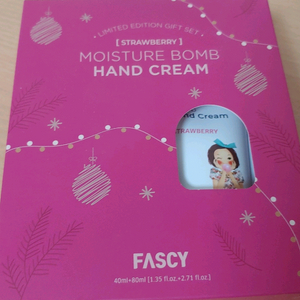 • LIMITED EDITION GIFT SET •
[ STRAWBERRY ]
MOISTURE BOMB
HAND CREAM
nd Cream
STRAWBERRY
FASCY
40ml+80ml [1.35 fl.oz.+2.71 fl.oz.]